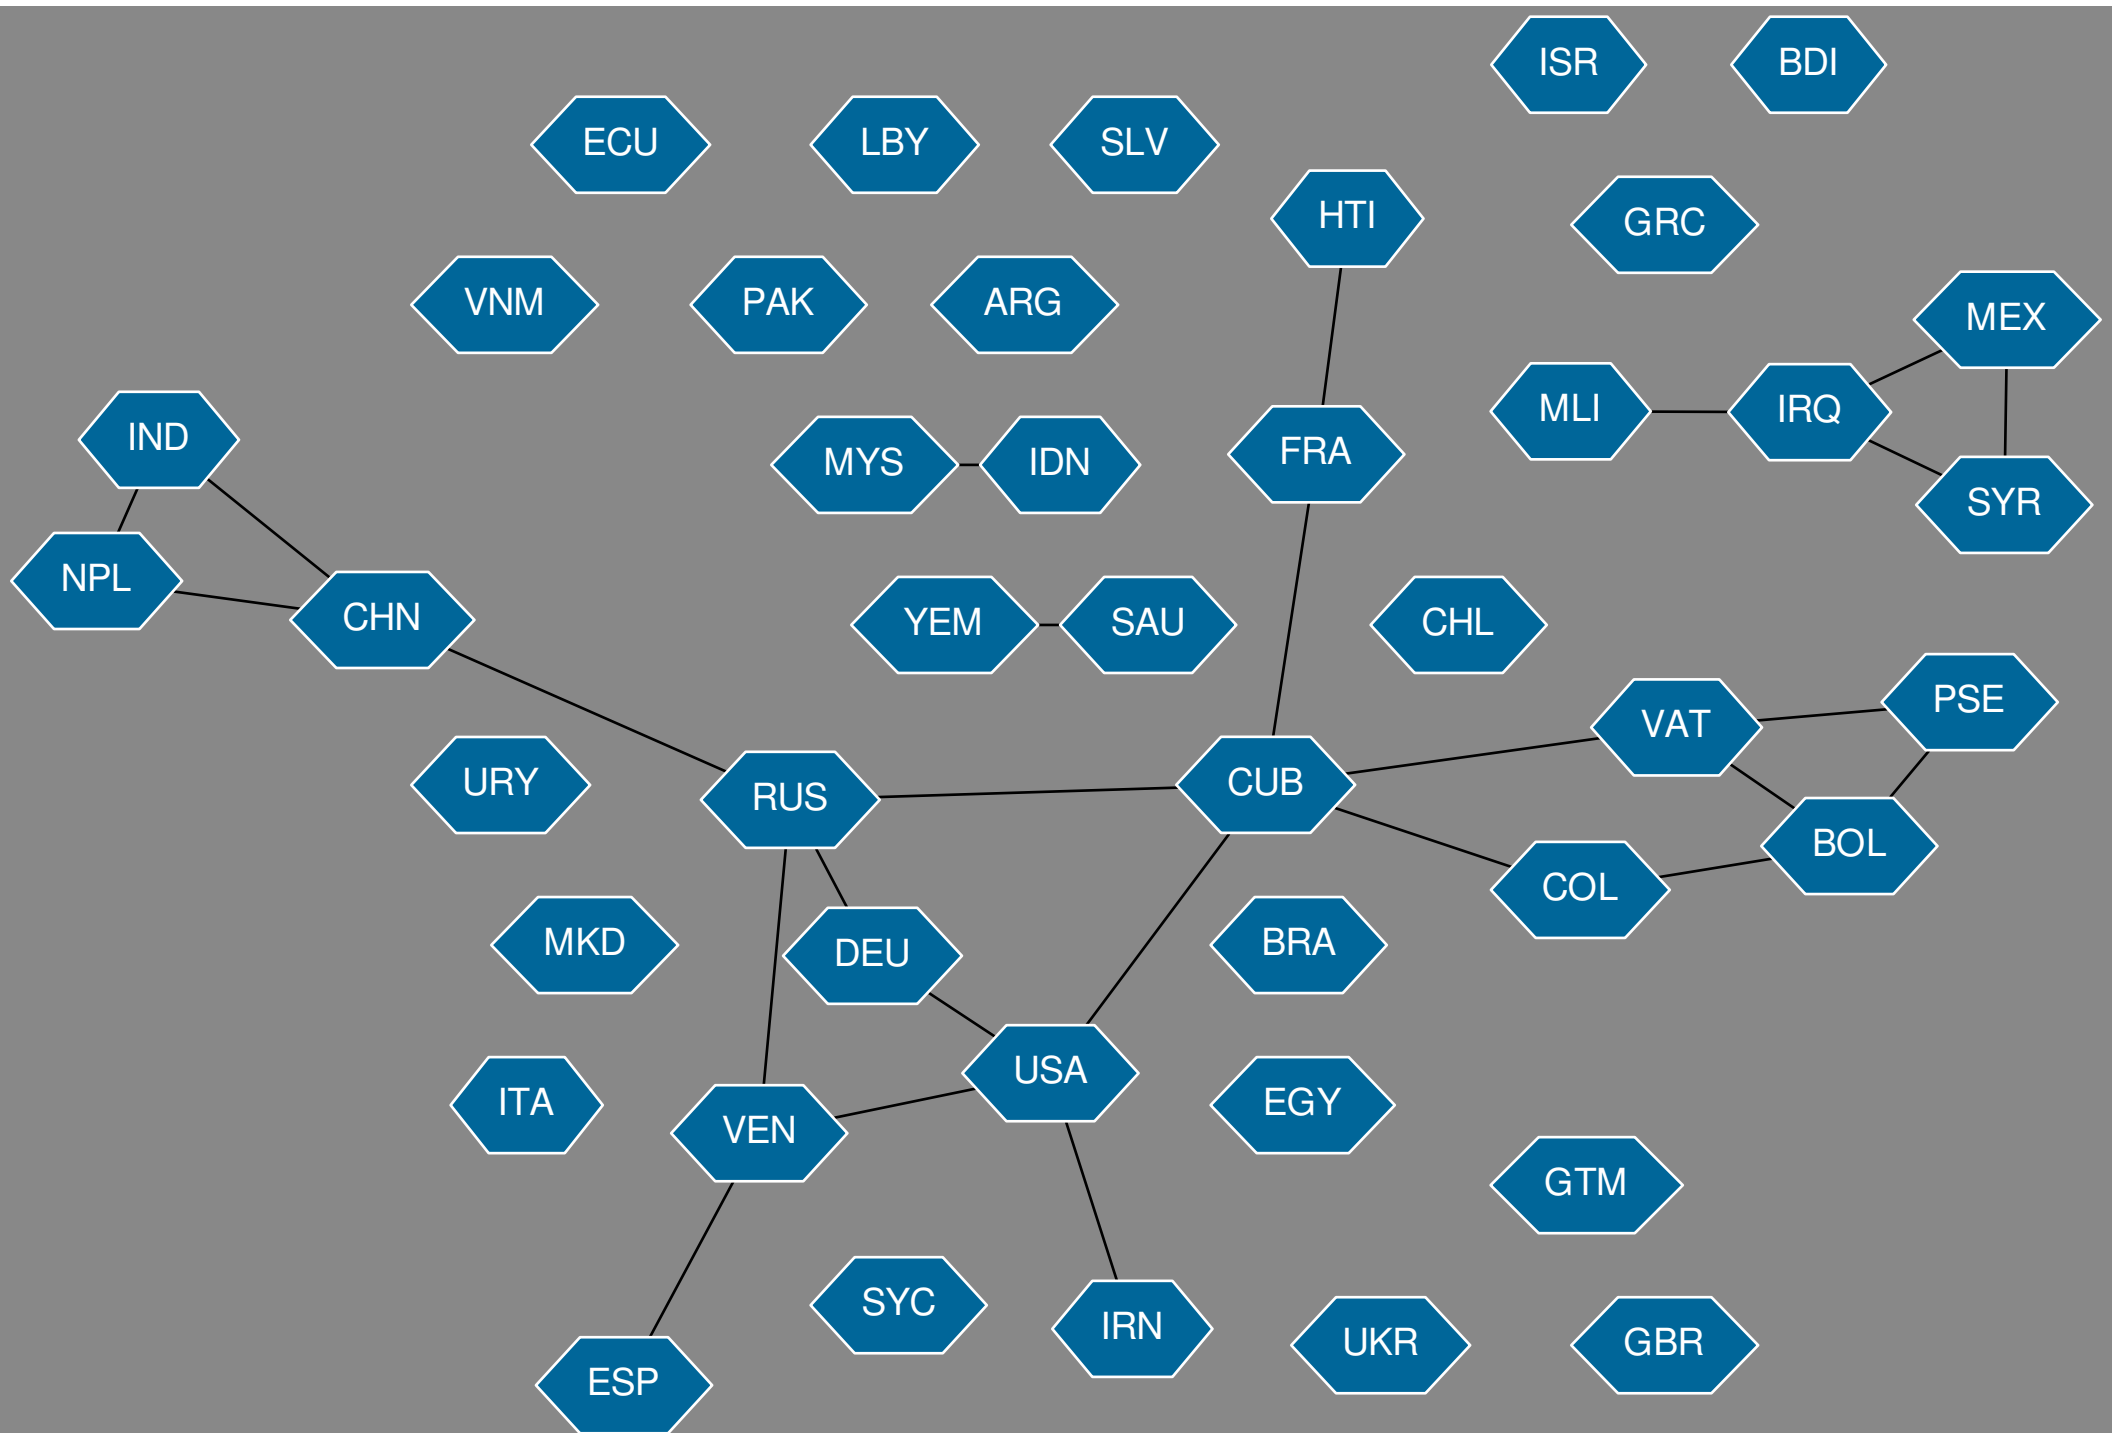 ISR
BDI
ECU
LBY
SLV
HTI
GRC
VNM
PAK
ARG
MEX
MLI
IRQ
IND
MYS
IDN
FRA
SYR
NPL
CHN
YEM
SAU
CHL
PSE
VAT
URY
RUS
CUB
BOL
COL
MKD
DEU
BRA
USA
ITA
VEN
EGY
GTM
SYC
IRN
UKR
GBR
ESP